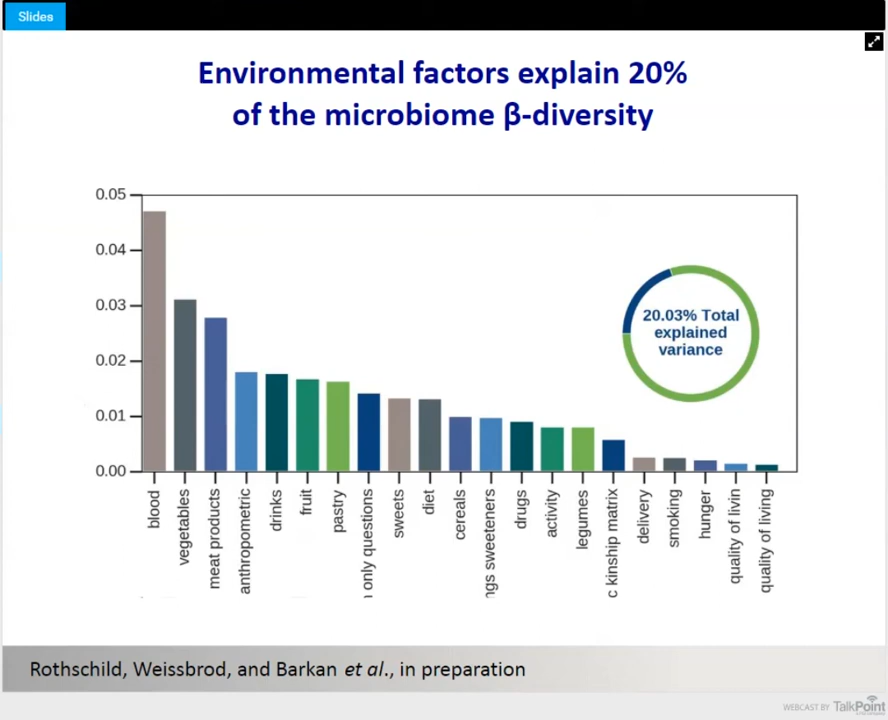 Slides
Environmental factors explain 20%
of the microbiome β-diversity
0.05
0.04
0.03
0.02
0.01
0.00
20.03% Total
explained
variance
blood
vegetables
meat products
anthropometric
drinks
fruit
pastry
only questions
sweets
diet
cereals
ngs sweeteners
drugs
activity
legumes
c kinship matrix
delivery
smoking
hunger
quality of livin
quality of living
Rothschild, Weissbrod, and Barkan et al., in preparation
WEBCAST BY TalkPoint